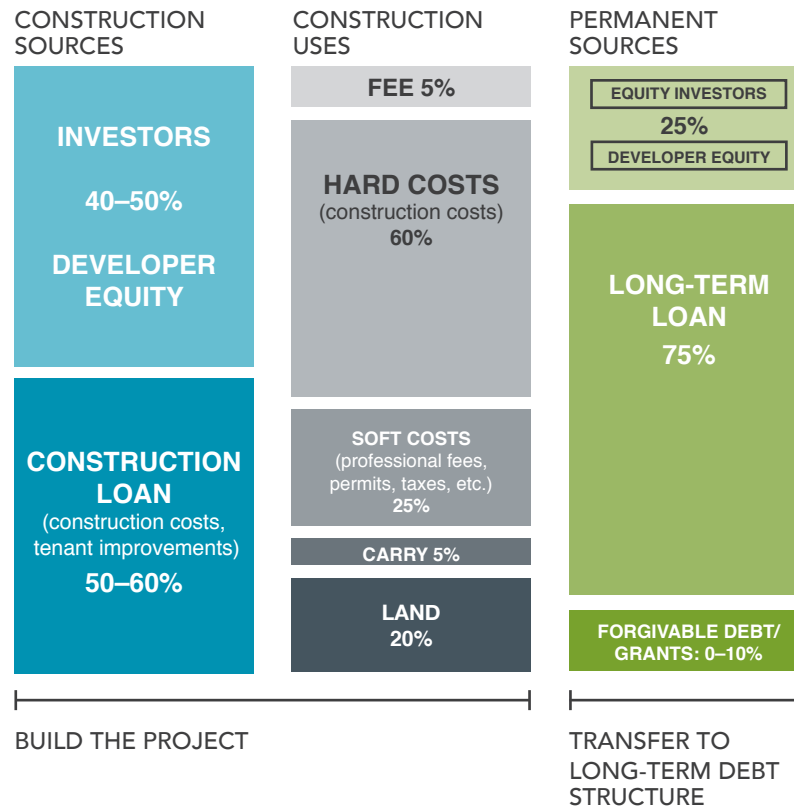 CONSTRUCTION
SOURCES
INVESTORS
40–50%
DEVELOPER
EQUITY
CONSTRUCTION
LOAN
(construction costs,
tenant improvements)
50–60%
CONSTRUCTION
USES
FEE 5%
HARD COSTS
(construction costs)
60%
SOFT COSTS
(professional fees,
permits, taxes, etc.)
25%
CARRY 5%
LAND
20%
PERMANENT
SOURCES
EQUITY INVESTORS
25%
DEVELOPER EQUITY
LONG-TERM
LOAN
75%
FORGIVABLE DEBT/
GRANTS: 0–10%
BUILD THE PROJECT
TRANSFER TO
LONG-TERM DEBT
STRUCTURE